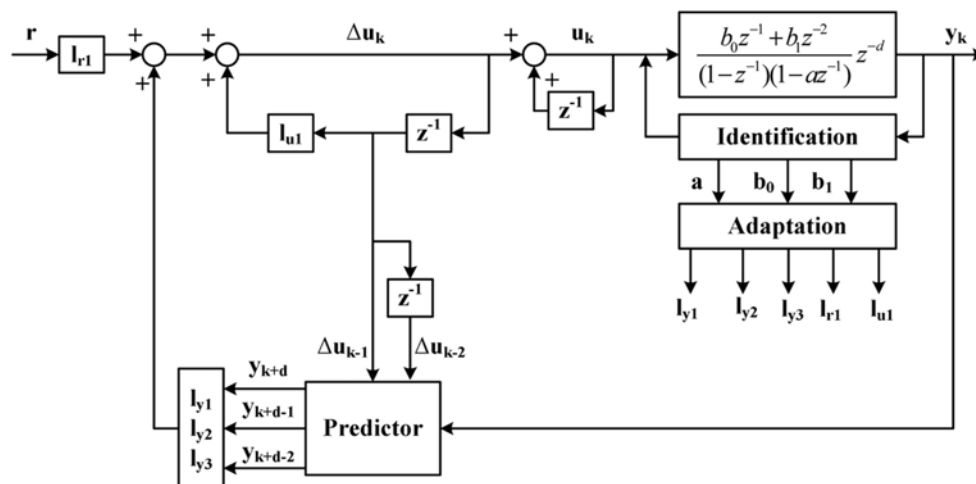 r
l_r1
+
+
+
+
Δu_k
+
+
u_k
z^-1
l_u1
z^-1
\frac{b_0 z^{-1} + b_1 z^{-2}}{(1 - z^{-1})(1 - az^{-1})} z^{-d}
y_k
Identification
a b_0 b_1
Adaptation
l_y1 l_y2 l_y3 l_r1 l_u1
z^-1
Δu_k-1 Δu_k-2
Predictor
y_k+d
y_k+d-1
y_k+d-2
l_y1
l_y2
l_y3